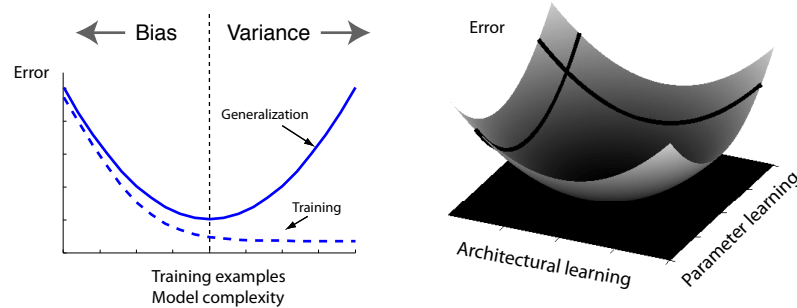 Bias
Variance
Error
Generalization
Training
Training examples
Model complexity
Error
Architectural learning
Parameter learning